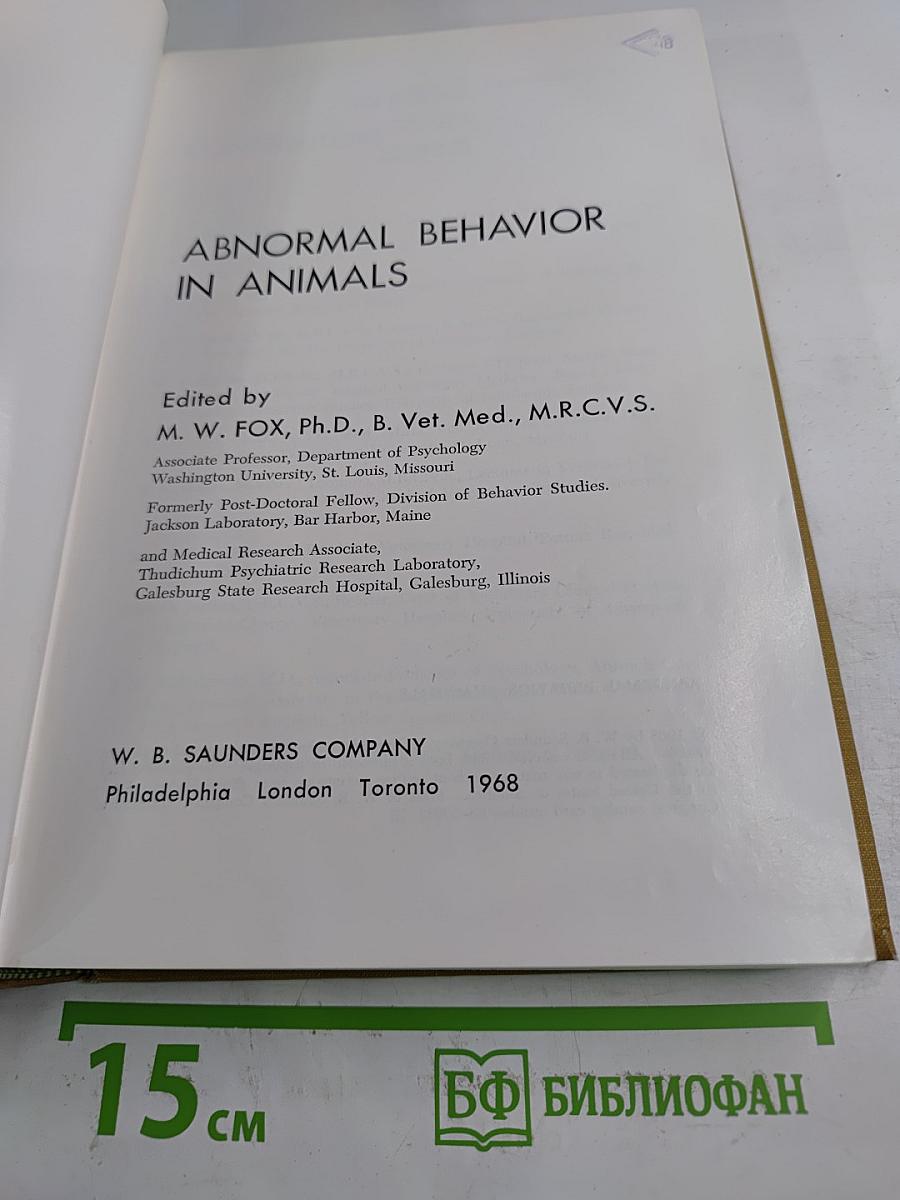 ABNORMAL BEHAVIOR
IN ANIMALS
Edited by
M. W. FOX, Ph.D., B. Vet. Med., M.R.C.V.S.
Associate Professor, Department of Psychology
Washington University, St. Louis, Missouri
Formerly Post-Doctoral Fellow, Division of Behavior Studies.
Jackson Laboratory, Bar Harbor, Maine
and Medical Research Associate,
Thudichum Psychiatric Research Laboratory,
Galesburg State Research Hospital, Galesburg, Illinois
W. B. SAUNDERS COMPANY
Philadelphia London Toronto 1968
15 см
БФ БИБЛИОФАН